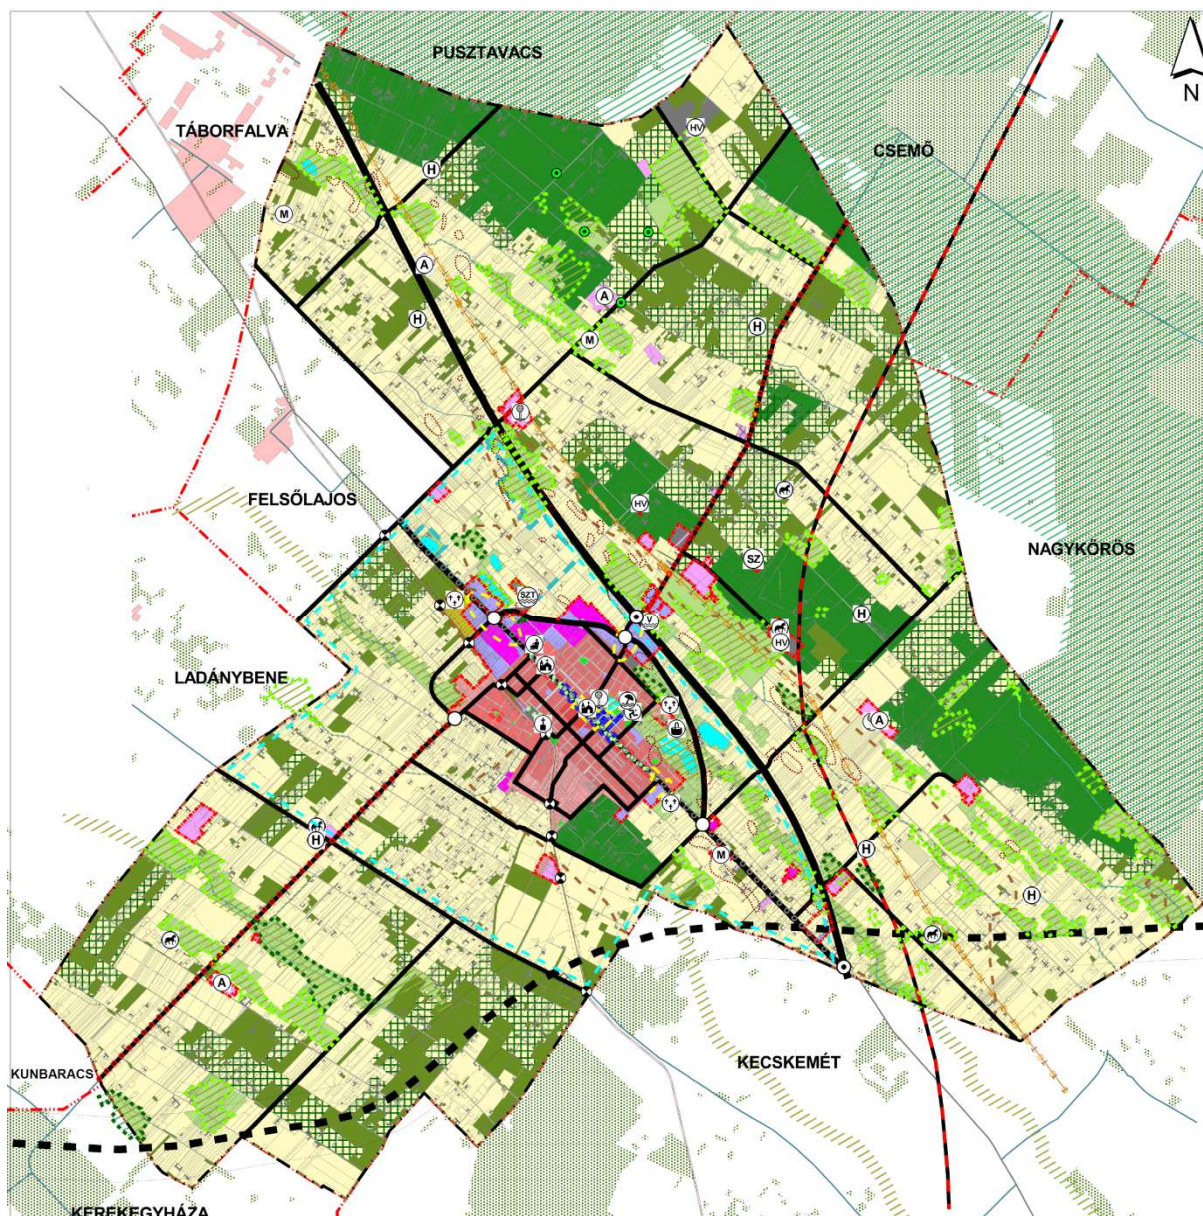 PUSZTAVACS
N
TÁBORFALVA
HV
CSEMŐ
H
M
A
H
A
H
M
FELSŐLAJOS
HV
NAGYKŐRÖS
SZ
SZT
H
V
HV
LADÁNYBENE
A
H
M
H
H
A
KECSKEMÉT
KUNBARACS
KEREKEGYHÁZA